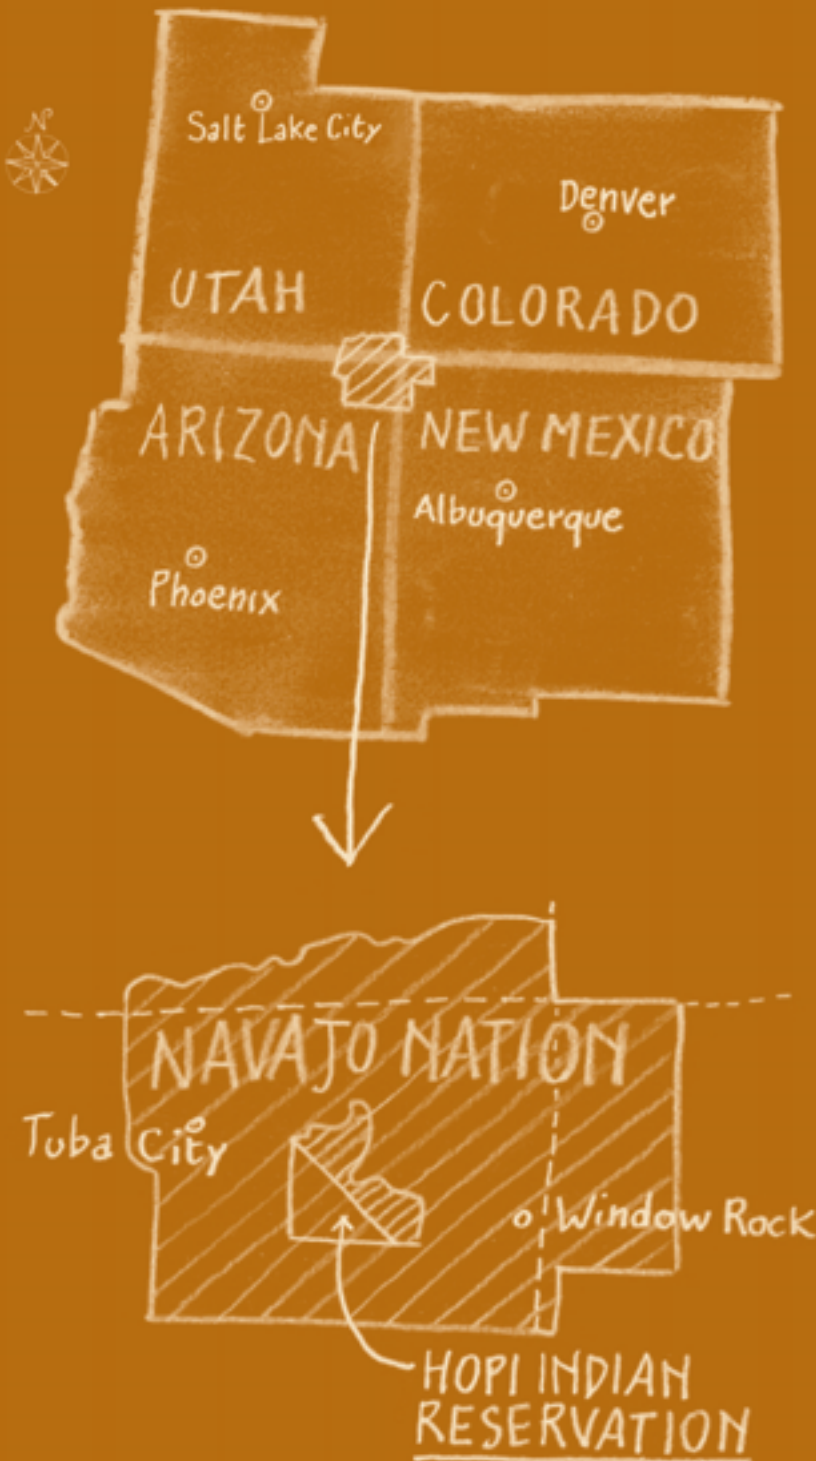 N
Salt Lake City
Denver
UTAH
COLORADO
ARIZONA
NEW MEXICO
Albuquerque
Phoenix
NAVAJO NATION
Tuba City
Window Rock
HOPI INDIAN
RESERVATION